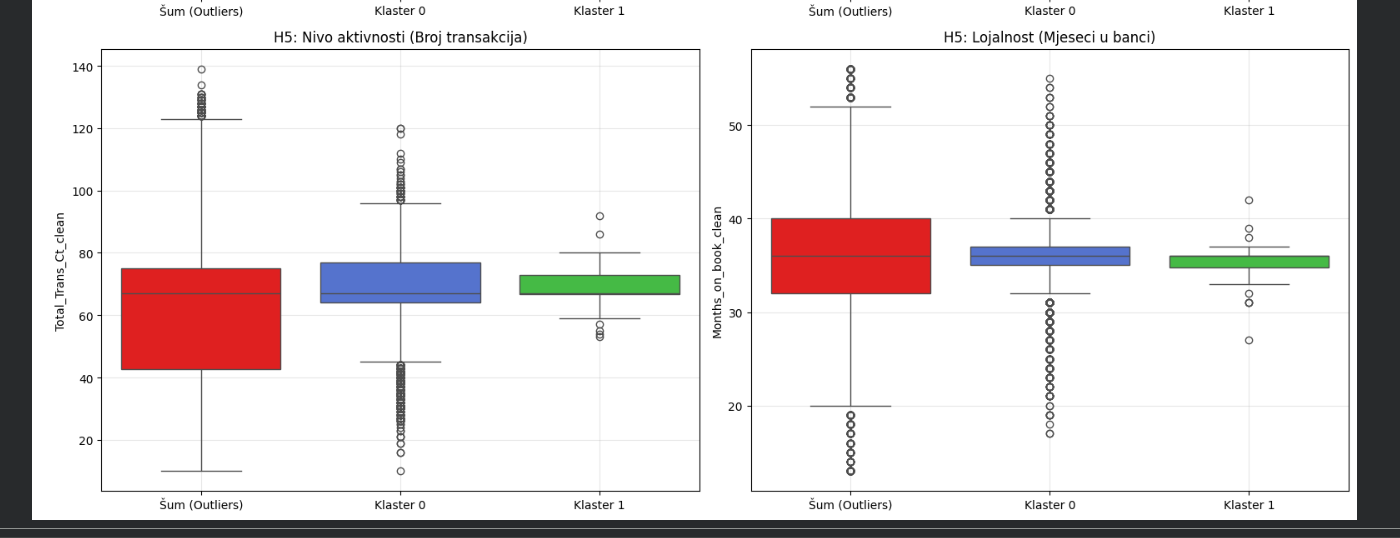 Šum (Outliers) Klaster 0 Klaster 1
Šum (Outliers) Klaster 0 Klaster 1
H5: Nivo aktivnosti (Broj transakcija)
Total_Trans_Ct_clean
140
120
100
80
60
40
20
Šum (Outliers) Klaster 0 Klaster 1
H5: Lojalnost (Mjeseci u banci)
Months_on_book_clean
50
40
30
20
Šum (Outliers) Klaster 0 Klaster 1